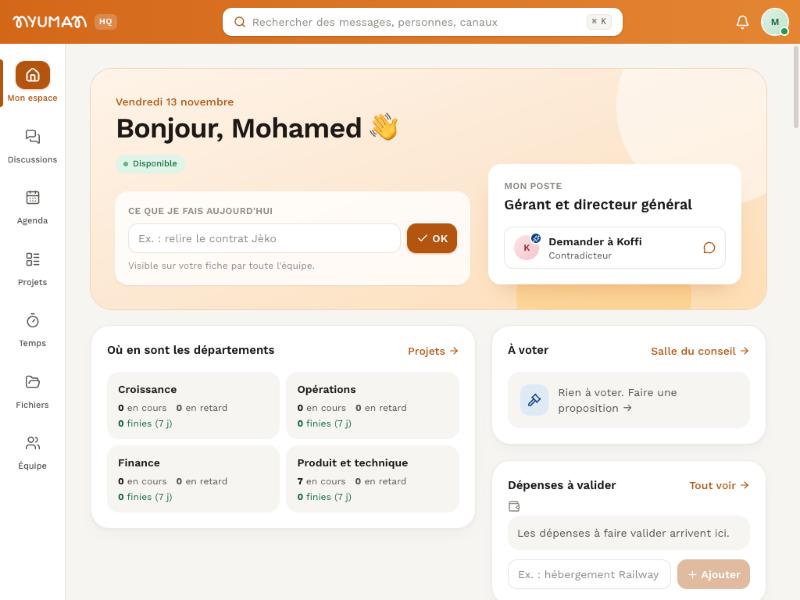 NYUMAN HQ
Rechercher des messages, personnes, canaux
⌘ K
M
Mon espace
Discussions
Agenda
Projets
Temps
Fichiers
Équipe
Vendredi 13 novembre
Bonjour, Mohamed 👋
Disponible
CE QUE JE FAIS AUJOURD'HUI
Ex. : relire le contrat Jèko
OK
Visible sur votre fiche par toute l'équipe.
MON POSTE
Gérant et directeur général
K
Demander à Koffi
Contradicteur
Où en sont les départements
Projets →
Croissance
0 en cours 0 en retard
0 finies (7 j)
Opérations
0 en cours 0 en retard
0 finies (7 j)
Finance
0 en cours 0 en retard
0 finies (7 j)
Produit et technique
7 en cours 0 en retard
0 finies (7 j)
À voter
Salle du conseil →
Rien à voter. Faire une
proposition →
Dépenses à valider
Tout voir →
Les dépenses à faire valider arrivent ici.
Ex. : hébergement Railway
+ Ajouter